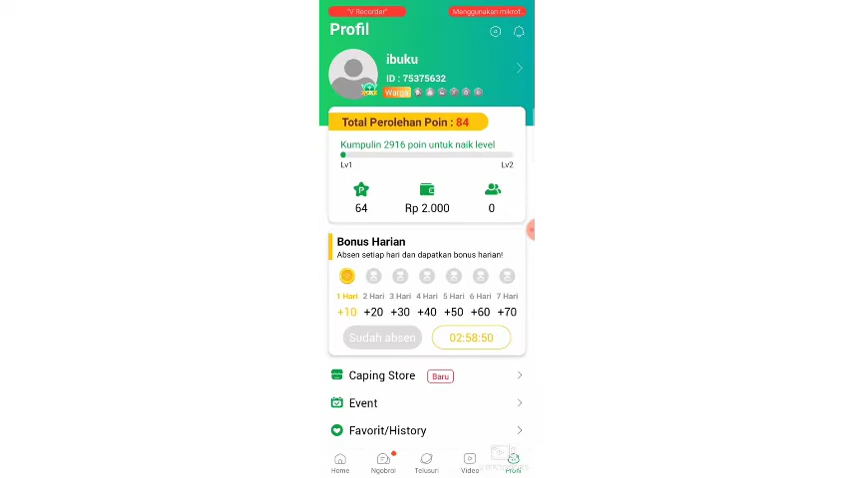 "V Recorder"
Menggunakan mikrof..
Profil
ibuku
ID : 75375632
Warga
Total Perolehan Poin : 84
Kumpulin 2916 poin untuk naik level
Lv1 Lv2
64 Rp 2.000 0
Bonus Harian
Absen setiap hari dan dapatkan bonus harian!
1 Hari 2 Hari 3 Hari 4 Hari 5 Hari 6 Hari 7 Hari
+10 +20 +30 +40 +50 +60 +70
Sudah absen 02:58:50
Caping Store Baru
Event
Favorit/History
Home Ngobrol Telusuri Video Profil